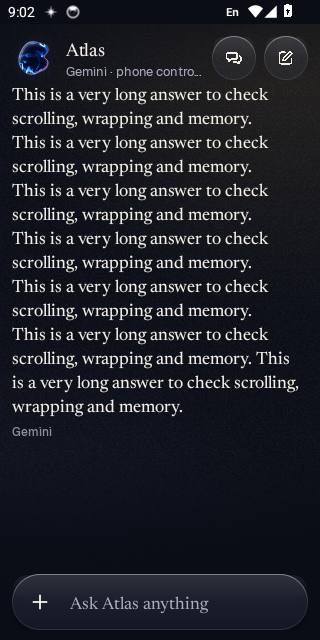 9:02
En
Atlas
Gemini · phone contro...
This is a very long answer to check
scrolling, wrapping and memory.
This is a very long answer to check
scrolling, wrapping and memory.
This is a very long answer to check
scrolling, wrapping and memory.
This is a very long answer to check
scrolling, wrapping and memory.
This is a very long answer to check
scrolling, wrapping and memory.
This is a very long answer to check
scrolling, wrapping and memory. This
is a very long answer to check scrolling,
wrapping and memory.
Gemini
Ask Atlas anything